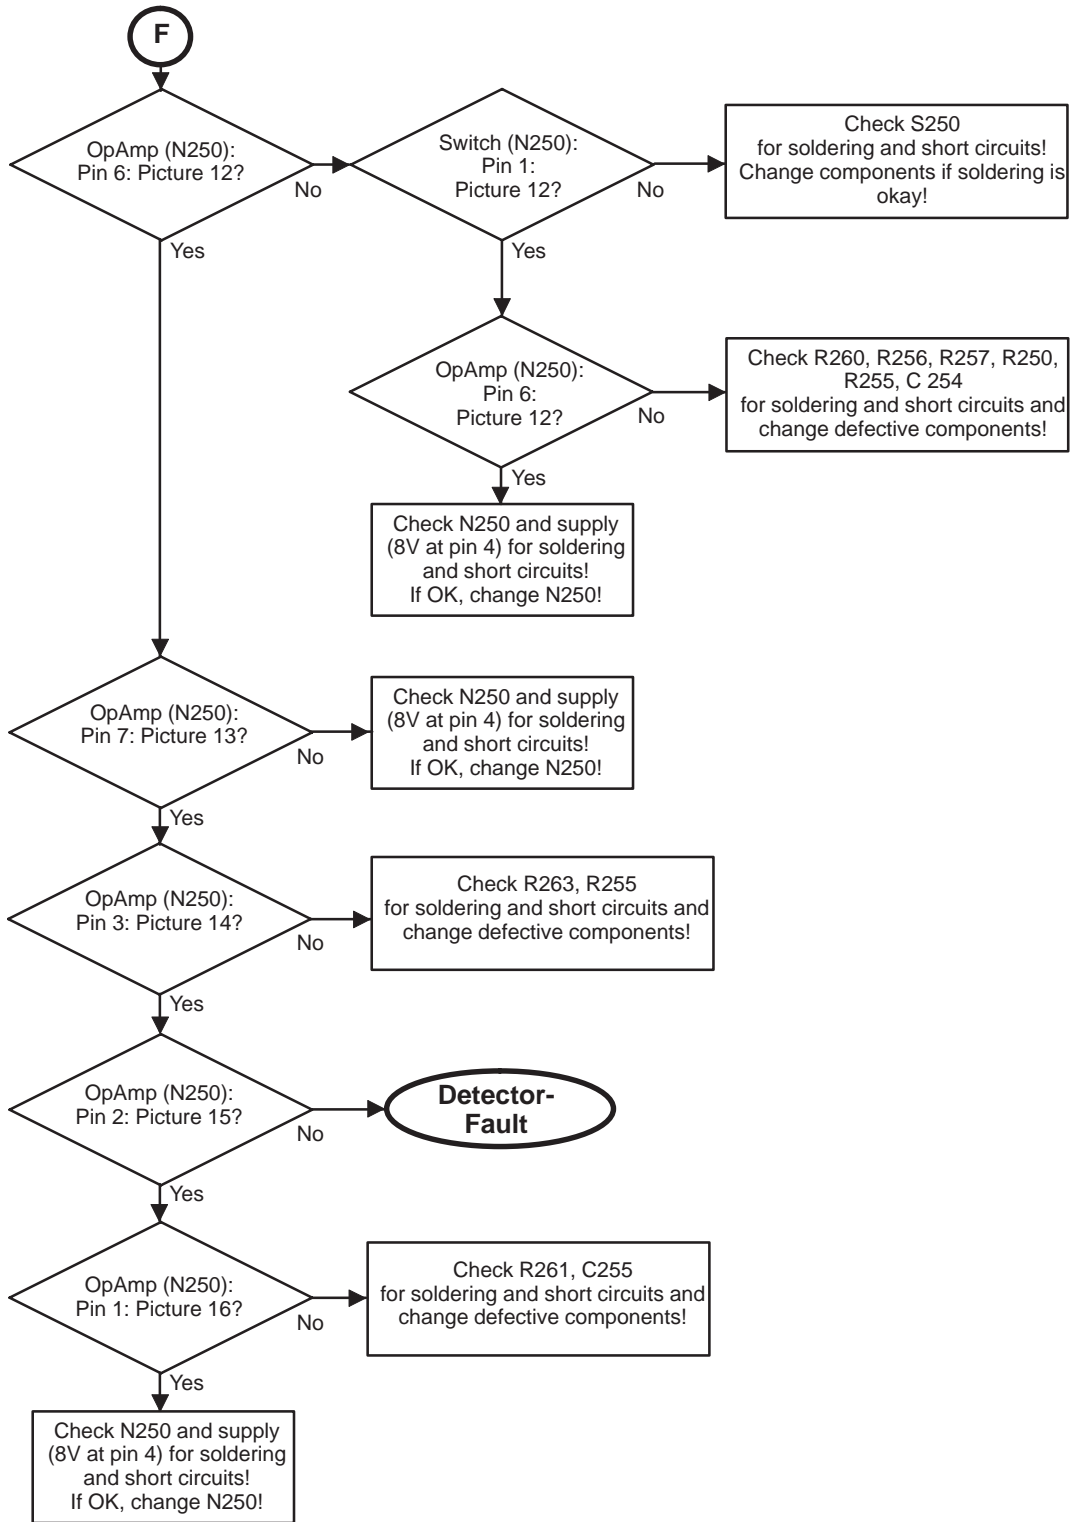 F
OpAmp (N250):
Pin 6: Picture 12?
No
Yes
Switch (N250):
Pin 1:
Picture 12?
No
Yes
Check S250
for soldering and short circuits!
Change components if soldering is
okay!
OpAmp (N250):
Pin 6:
Picture 12?
No
Yes
Check R260, R256, R257, R250,
R255, C 254
for soldering and short circuits and
change defective components!
Check N250 and supply
(8V at pin 4) for soldering
and short circuits!
If OK, change N250!
OpAmp (N250):
Pin 7: Picture 13?
No
Yes
Check N250 and supply
(8V at pin 4) for soldering
and short circuits!
If OK, change N250!
OpAmp (N250):
Pin 3: Picture 14?
No
Yes
Check R263, R255
for soldering and short circuits and
change defective components!
OpAmp (N250):
Pin 2: Picture 15?
No
Yes
Detector-
Fault
OpAmp (N250):
Pin 1: Picture 16?
No
Yes
Check R261, C255
for soldering and short circuits and
change defective components!
Check N250 and supply
(8V at pin 4) for soldering
and short circuits!
If OK, change N250!